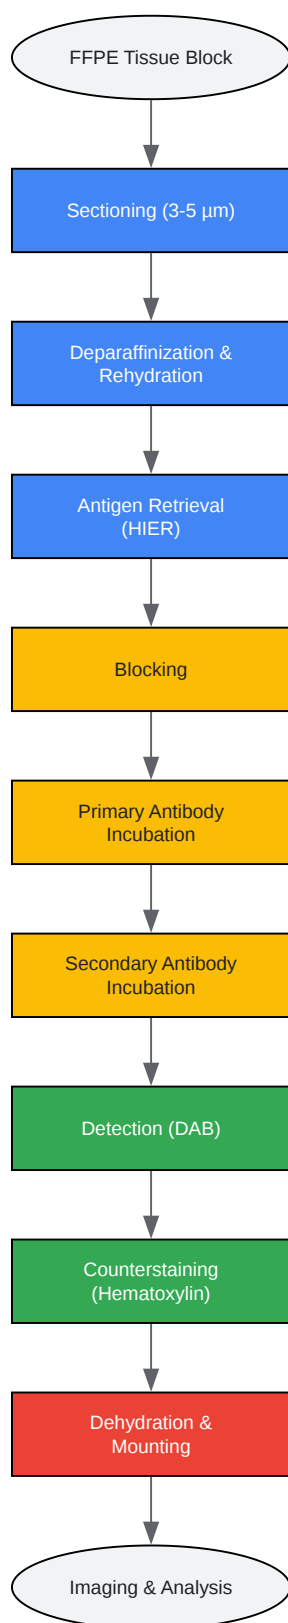 FFPE Tissue Block
Sectioning (3-5 µm)
Deparaffinization &
Rehydration
Antigen Retrieval
(HIER)
Blocking
Primary Antibody
Incubation
Secondary Antibody
Incubation
Detection (DAB)
Counterstaining
(Hematoxylin)
Dehydration &
Mounting
Imaging & Analysis